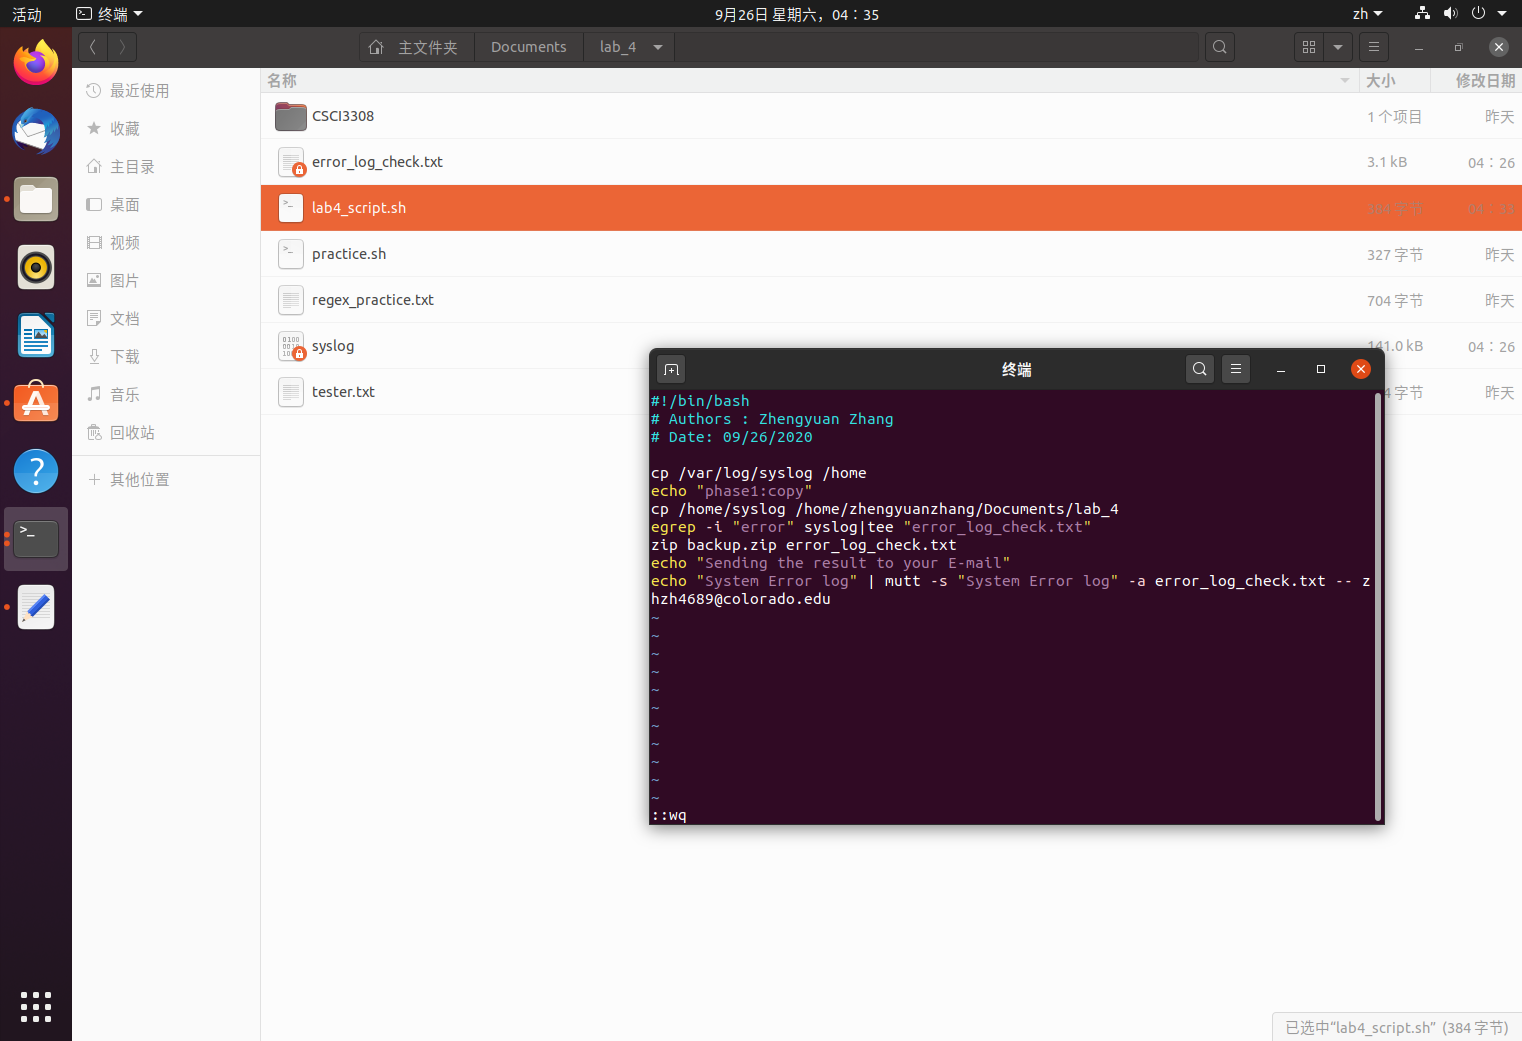 活动
终端
9月26日 星期六, 04：35
zh
主文件夹
Documents
lab_4
最近使用
收藏
主目录
桌面
视频
图片
文档
下载
音乐
回收站
其他位置
名称
大小
修改日期
CSCI3308
1 个项目
昨天
error_log_check.txt
3.1 kB
04：26
lab4_script.sh
384 字节
04：35
practice.sh
327 字节
昨天
regex_practice.txt
704 字节
昨天
syslog
141.0 kB
04：26
tester.txt
字节
昨天
终端
#!/bin/bash
# Authors : Zhengyuan Zhang
# Date: 09/26/2020
cp /var/log/syslog /home
echo "phase1:copy"
cp /home/syslog /home/zhengyuanzhang/Documents/lab_4
egrep -i "error" syslog|tee "error_log_check.txt"
zip backup.zip error_log_check.txt
echo "Sending the result to your E-mail"
echo "System Error log" | mutt -s "System Error log" -a error_log_check.txt -- z
hzh4689@colorado.edu
~
~
~
~
~
~
~
~
~
~
~
::wq
已选中“lab4_script.sh” (384 字节)